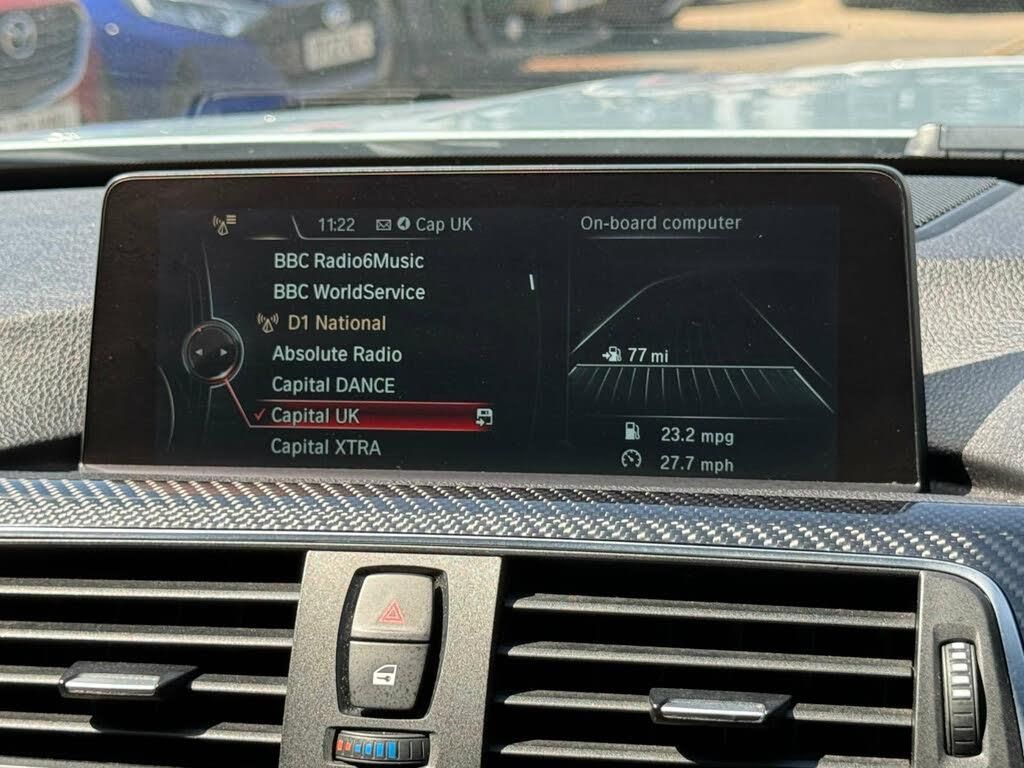 11:22 4 Cap UK
On-board computer
BBC Radio6Music
BBC WorldService
D1 National
Absolute Radio
Capital DANCE
Capital UK
Capital XTRA
77 mi
23.2 mpg
27.7 mph